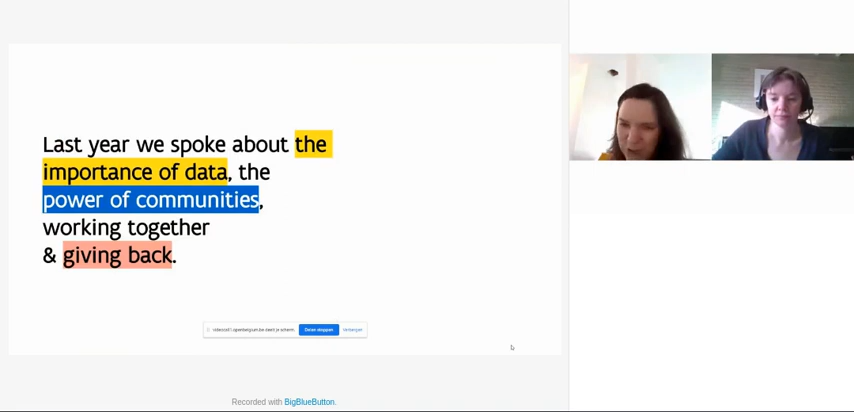 Last year we spoke about the
importance of data, the
power of communities,
working together
& giving back.
Delen stoppen
Verbergen
Recorded with BigBlueButton.